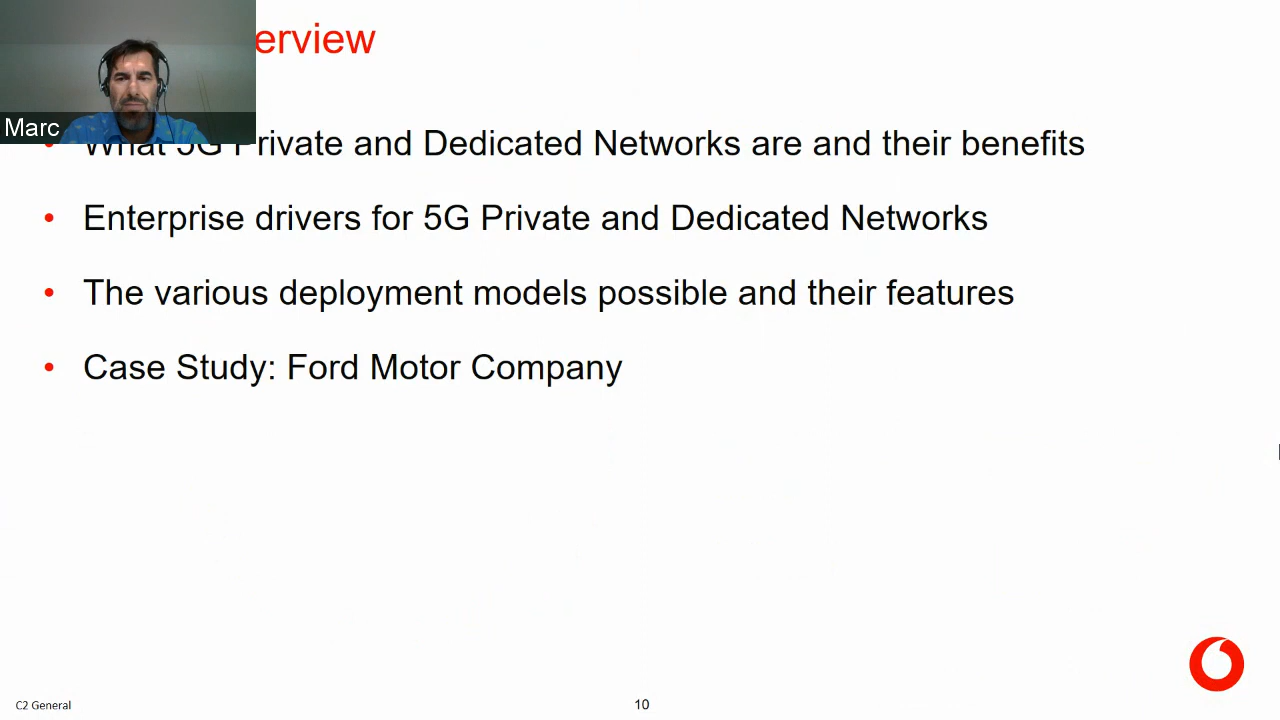 erview
Marc
• What 5G Private and Dedicated Networks are and their benefits
• Enterprise drivers for 5G Private and Dedicated Networks
• The various deployment models possible and their features
• Case Study: Ford Motor Company
C2 General
10